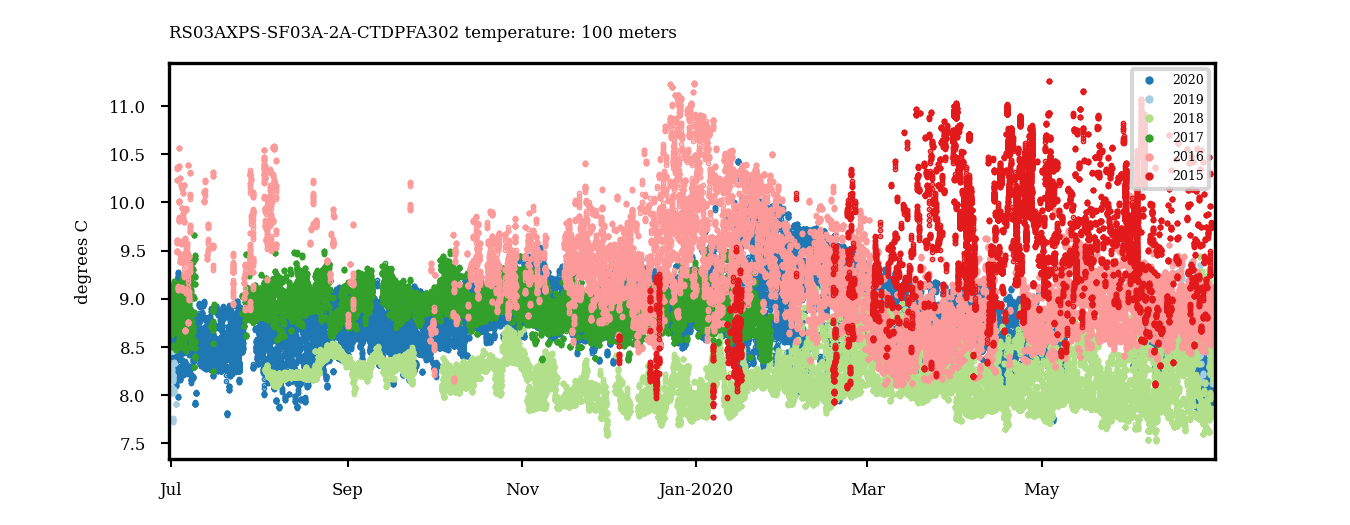 RS03AXPS-SF03A-2A-CTDPFA302 temperature: 100 meters
degrees C
11.0
10.5
10.0
9.5
9.0
8.5
8.0
7.5
Jul
Sep
Nov
Jan-2020
Mar
May
2020
2019
2018
2017
2016
2015